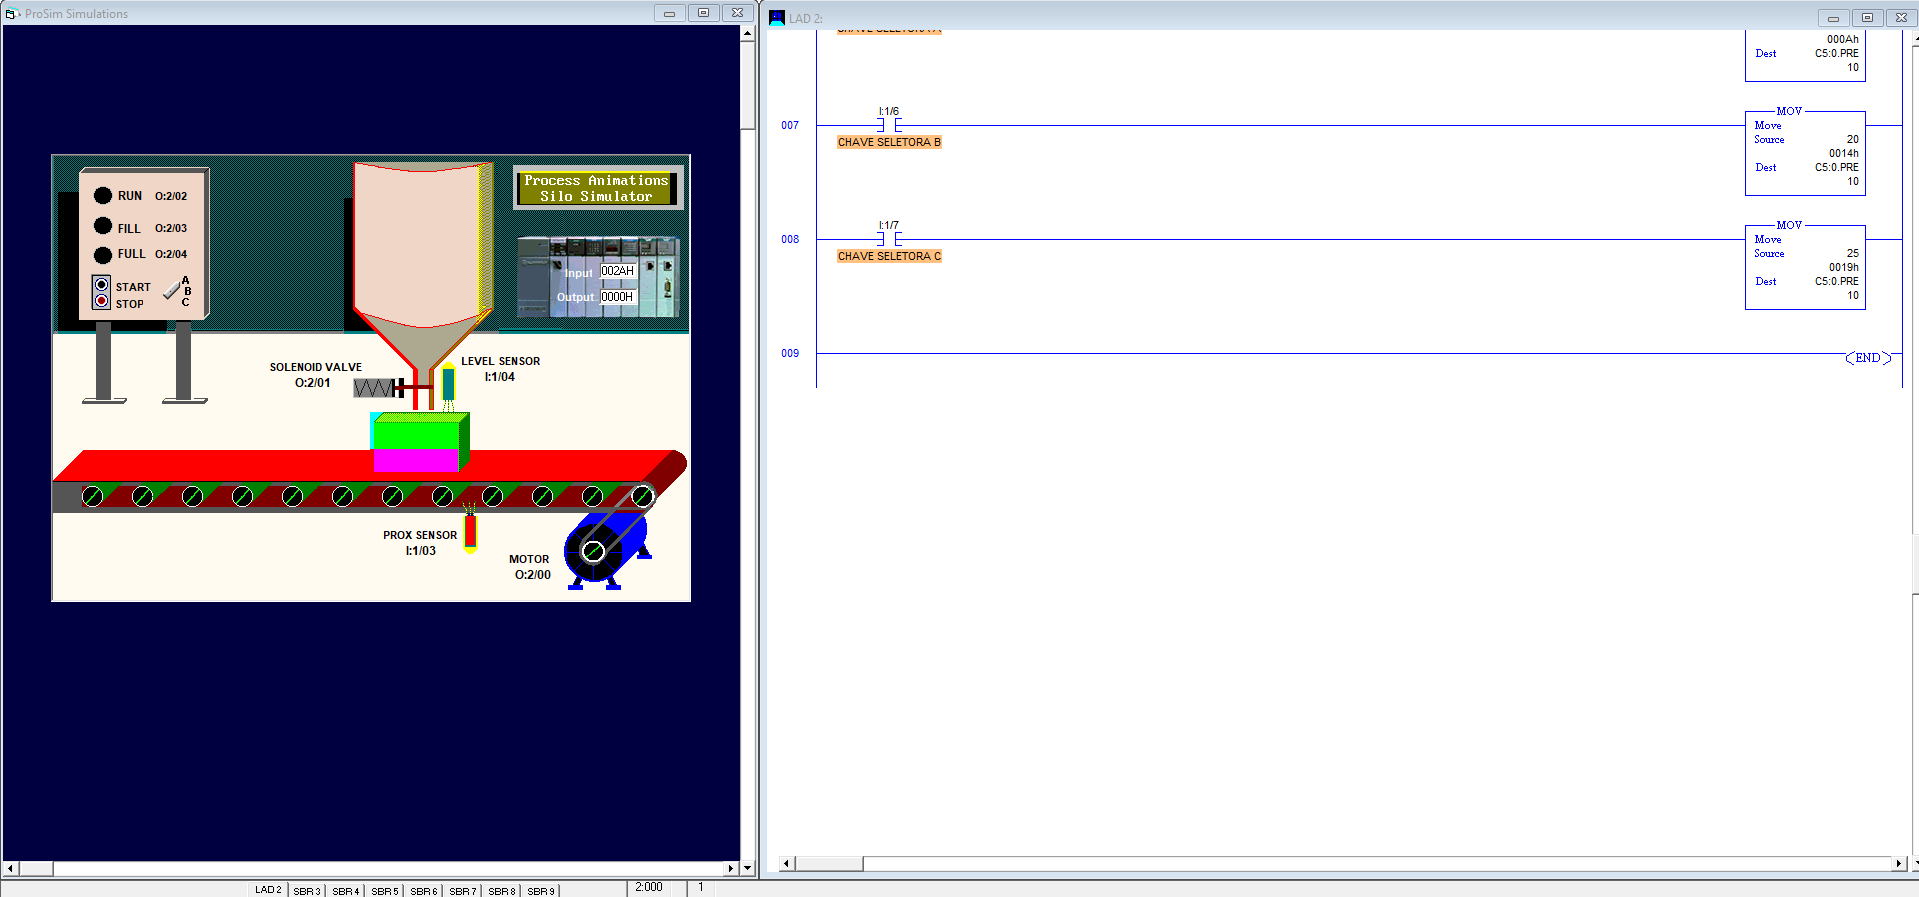 ProSim Simulations
RUN O:2/02
FILL O:2/03
FULL O:2/04
START
STOP
A
B
C
Process Animations
Silo Simulator
Input 002AH
Output 0000H
SOLENOID VALVE
O:2/01
LEVEL SENSOR
I:1/04
PROX SENSOR
I:1/03
MOTOR
O:2/00
LAD 2:
CHAVE SELETORA A
000Ah
Dest C5:0.PRE
10
007
I:1/6
CHAVE SELETORA B
MOV
Move
Source 20
0014h
Dest C5:0.PRE
10
008
I:1/7
CHAVE SELETORA C
MOV
Move
Source 25
0019h
Dest C5:0.PRE
10
009
END
LAD 2 SBR 3 SBR 4 SBR 5 SBR 6 SBR 7 SBR 8 SBR 9 2:000 1